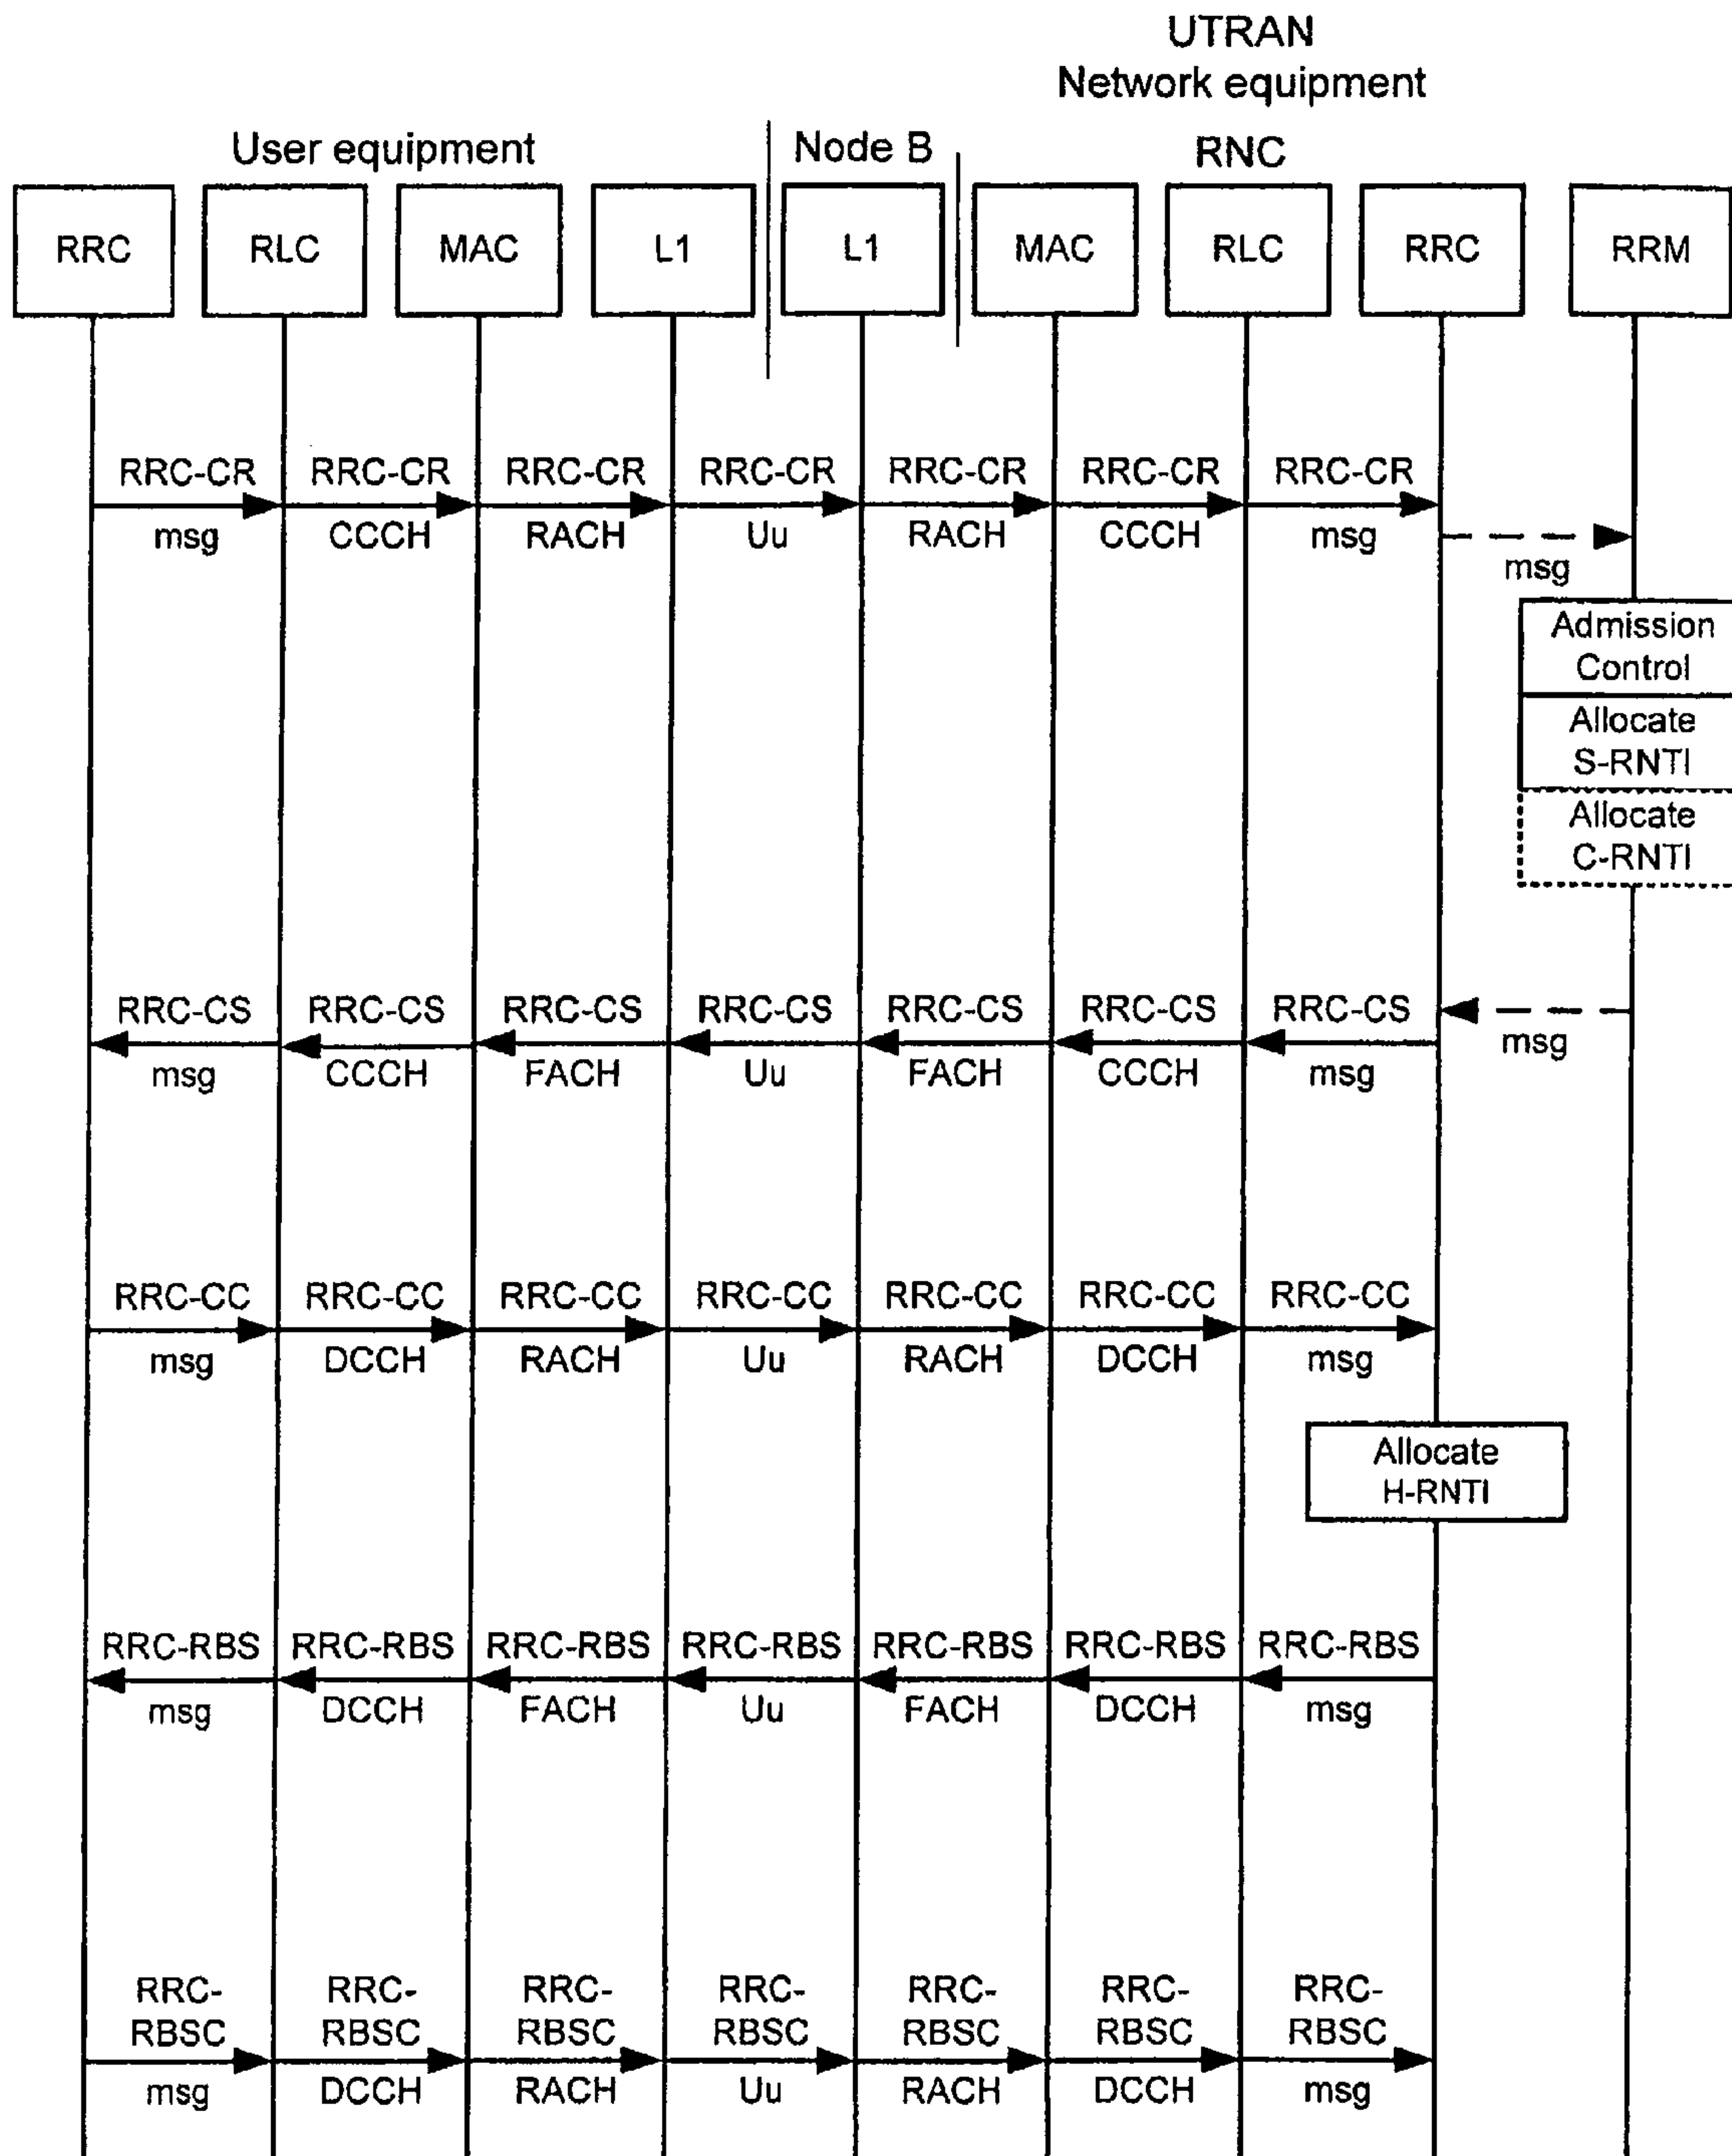 UTRAN
Network equipment
User equipment
Node B
RNC
RRC RLC MAC L1 L1 MAC RLC RRC RRM
RRC-CR RRC-CR RRC-CR RRC-CR RRC-CR RRC-CR RRC-CR
msg CCCH RACH Uu RACH CCCH msg
msg
Admission
Control
Allocate
S-RNTI
Allocate
C-RNTI
RRC-CS RRC-CS RRC-CS RRC-CS RRC-CS RRC-CS RRC-CS
msg
msg CCCH FACH Uu FACH CCCH msg
RRC-CC RRC-CC RRC-CC RRC-CC RRC-CC RRC-CC RRC-CC
msg DCCH RACH Uu RACH DCCH msg
Allocate
H-RNTI
RRC-RBS RRC-RBS RRC-RBS RRC-RBS RRC-RBS RRC-RBS RRC-RBS
msg DCCH FACH Uu FACH DCCH msg
RRC- RRC- RRC- RRC- RRC- RRC- RRC-
RBSC RBSC RBSC RBSC RBSC RBSC RBSC
msg DCCH RACH Uu RACH DCCH msg